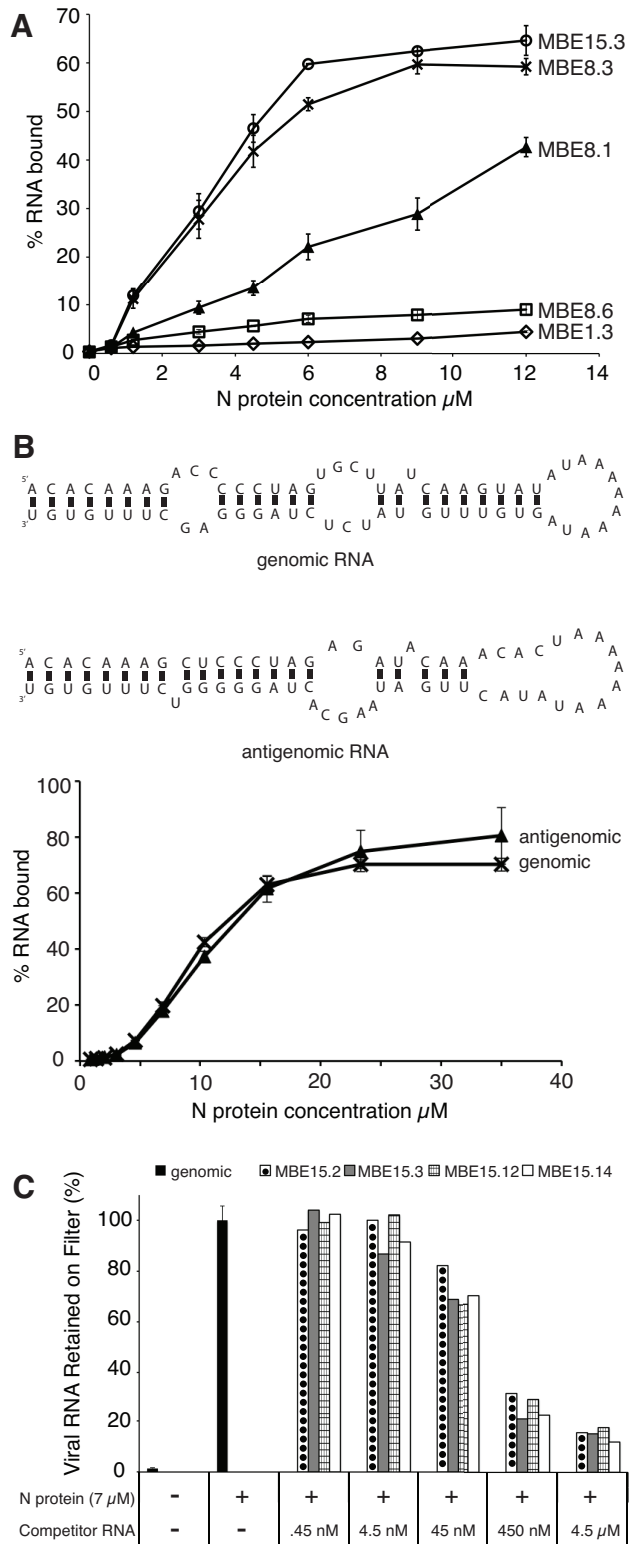 A
% RNA bound
70
60
50
40
30
20
10
0
MBE15.3
MBE8.3
MBE8.1
MBE8.6
MBE1.3
0 2 4 6 8 10 12 14
N protein concentration µM
B
A C C
U G C U
5'
A C A C A A A G
C C C U A G
U A U C A A G U A U
3'
U G U G U U U C
G G G A U C
A U G U U U G U G
G A
U C U
genomic RNA
A G
5'
A C A C A A A G C U C C C U A G
A U A C A A A C A C U
3'
U G U G U U U C U G G G G A U C
U A U G U U C A U A U
A C G A A
antigenomic RNA
% RNA bound
100
80
60
40
20
0
antigenomic
genomic
0 10 20 30 40
N protein concentration µM
C
genomic MBE15.2 MBE15.3 MBE15.12 MBE15.14
Viral RNA Retained on Filter (%)
100
80
60
40
20
0
N protein (7 µM) - + + + + + +
Competitor RNA - - .45 nM 4.5 nM 45 nM 450 nM 4.5 µM